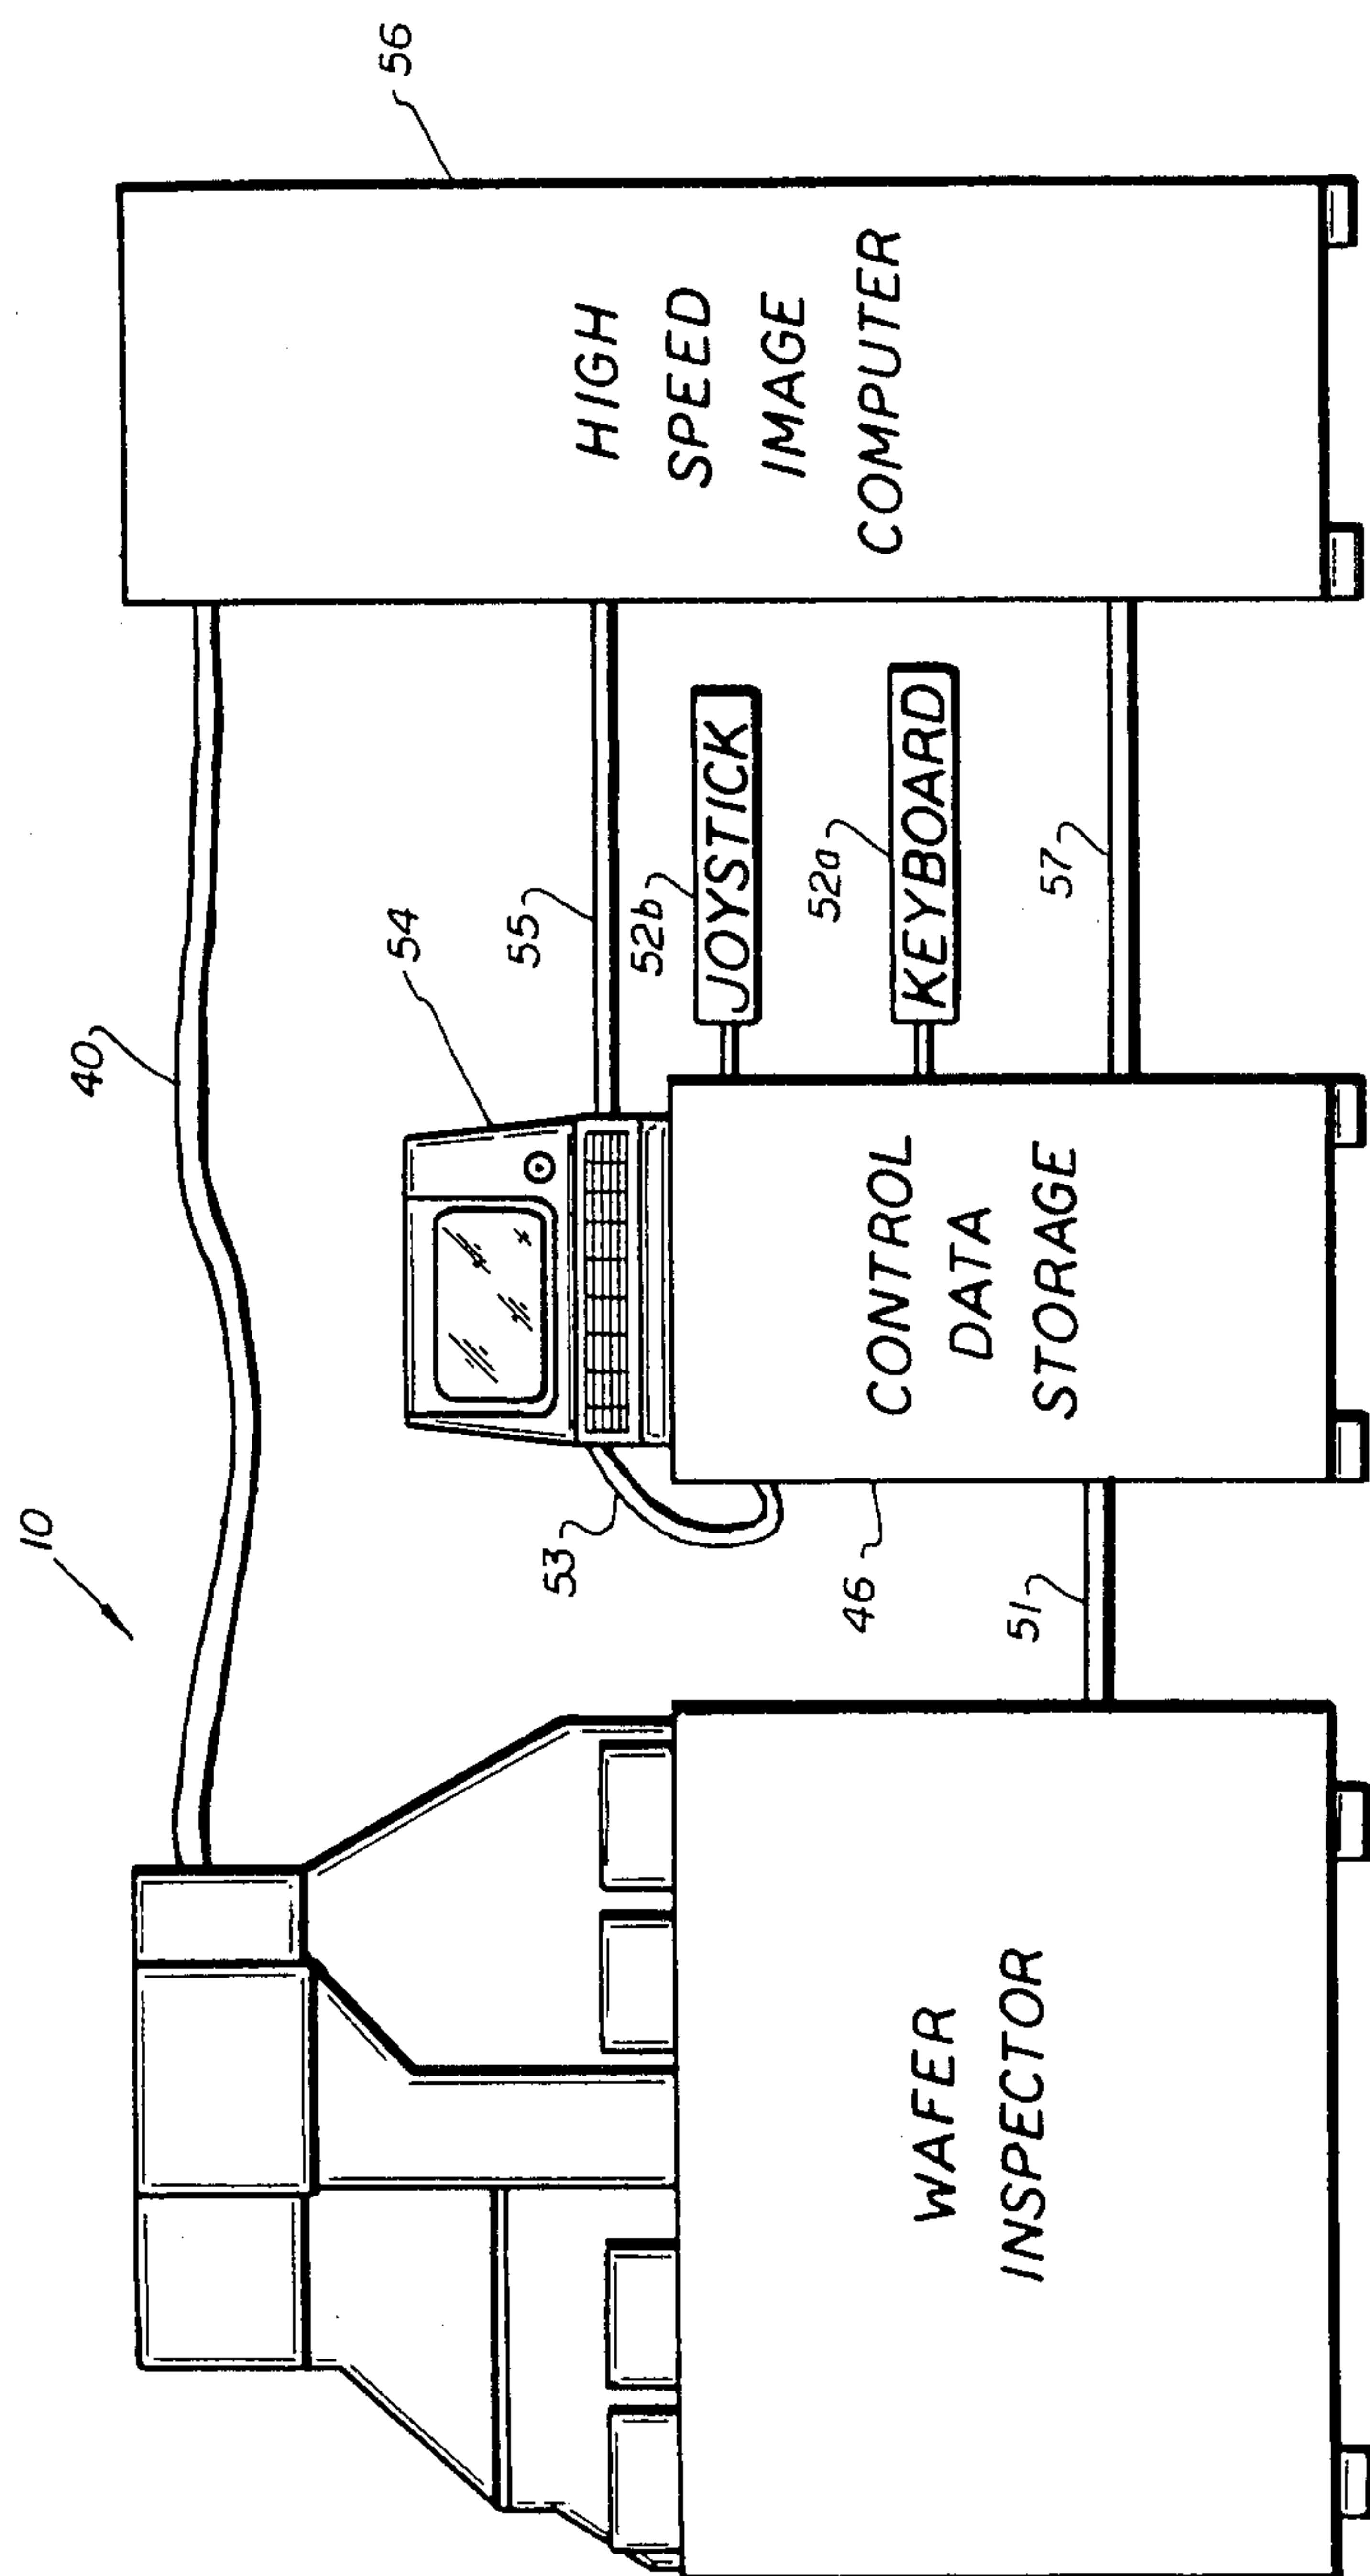 10
40
56
54
55
52b
JOYSTICK
52a
KEYBOARD
57
53
46
51
HIGH
SPEED
IMAGE
COMPUTER
CONTROL
DATA
STORAGE
WAFER
INSPECTOR